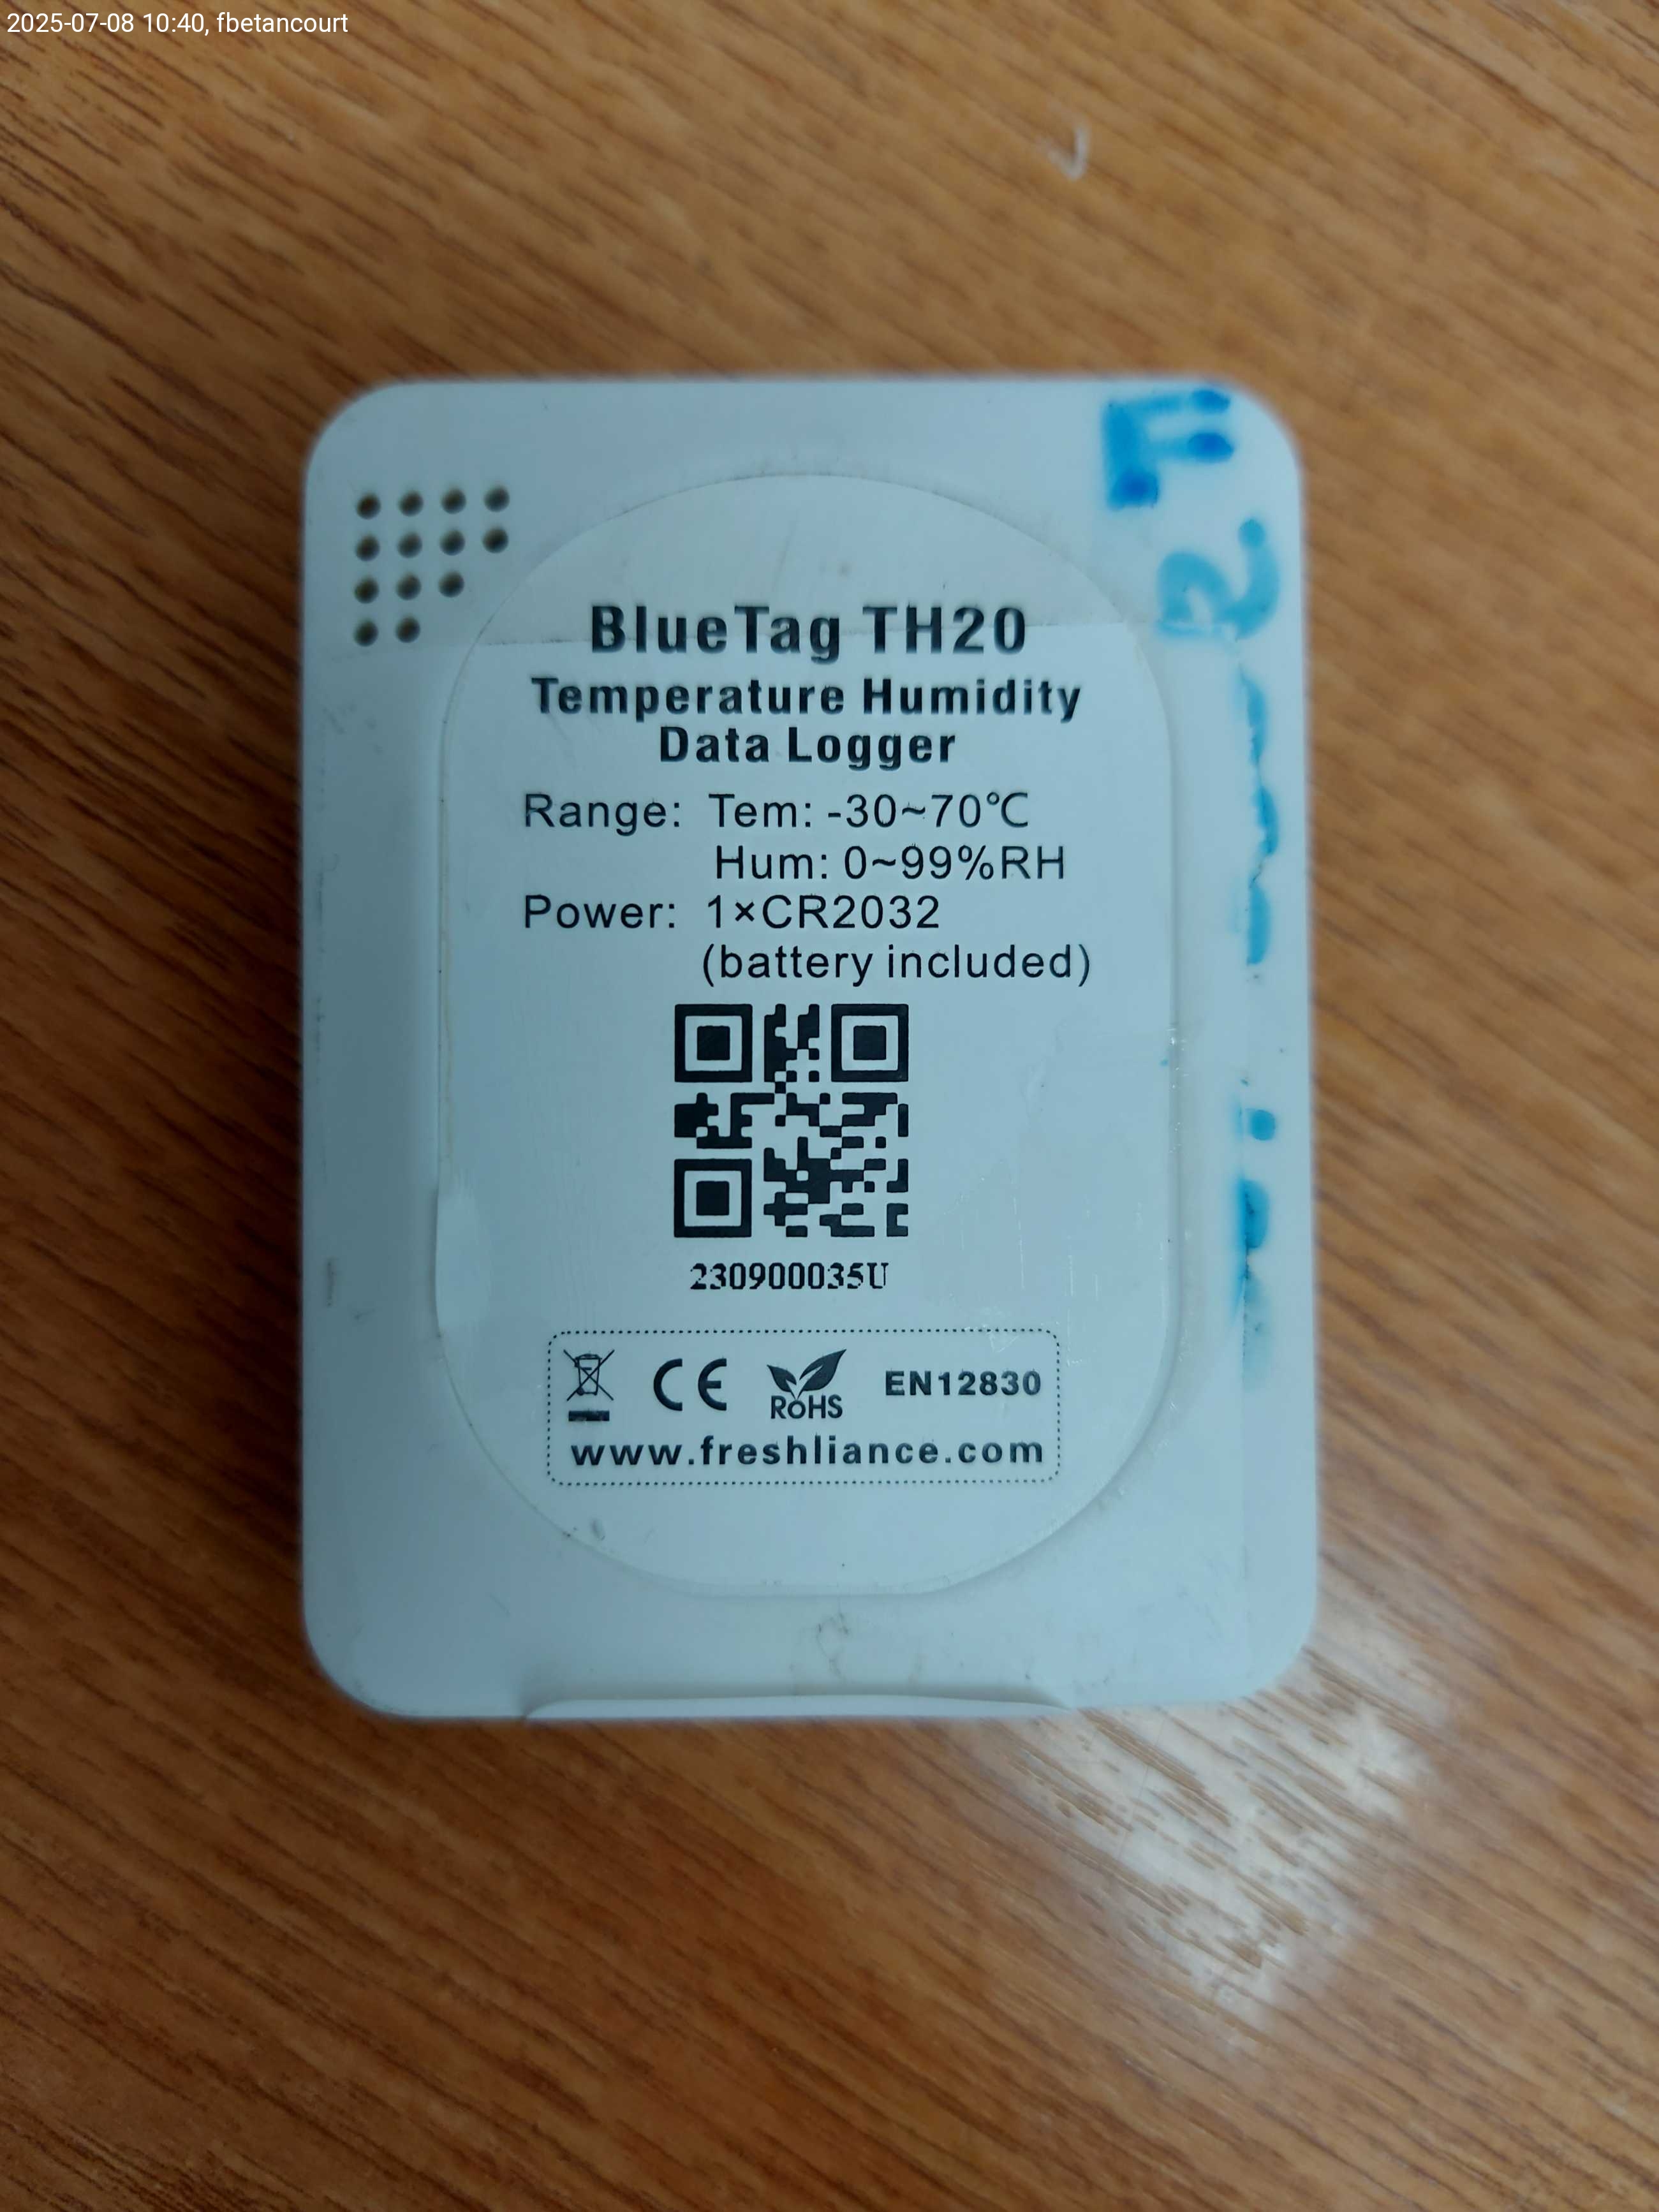 2025-07-08 10:40, fbetancourt
BlueTag TH20
Temperature Humidity
Data Logger
Range: Tem: -30~70℃
Hum: 0~99%RH
Power: 1×CR2032
(battery included)
230900035U
CE RoHS EN12830
www.freshliance.com